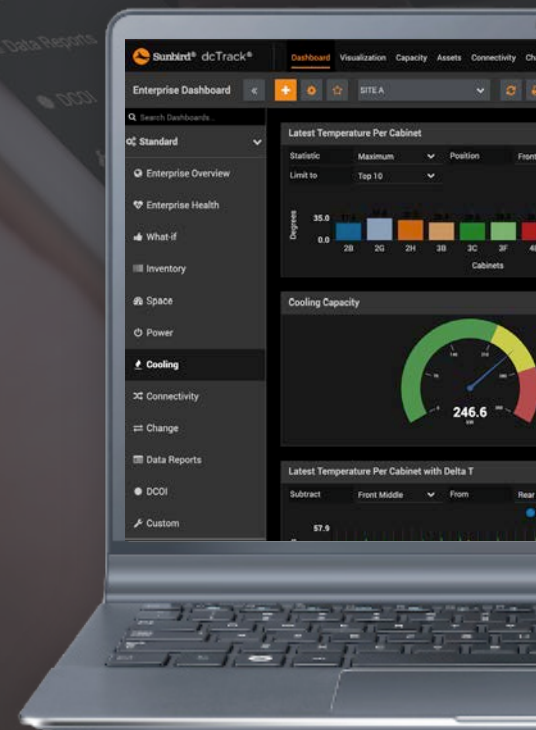 Data Reports
DCOI
Sunbird® dcTrack®
Dashboard Visualization Capacity Assets Connectivity
Enterprise Dashboard « SITE A
Search Dashboards...
Standard
Enterprise Overview
Enterprise Health
What-if
Inventory
Space
Power
Cooling
Connectivity
Change
Data Reports
DCOI
Custom
Latest Temperature Per Cabinet
Statistic Maximum Position Front
Limit to Top 10
Degrees
35.0
0.0
2B 2G 2H 3B 3C 3F
Cabinets
Cooling Capacity
246.6
kW
Latest Temperature Per Cabinet with Delta T
Subtract Front Middle From Rear
57.9